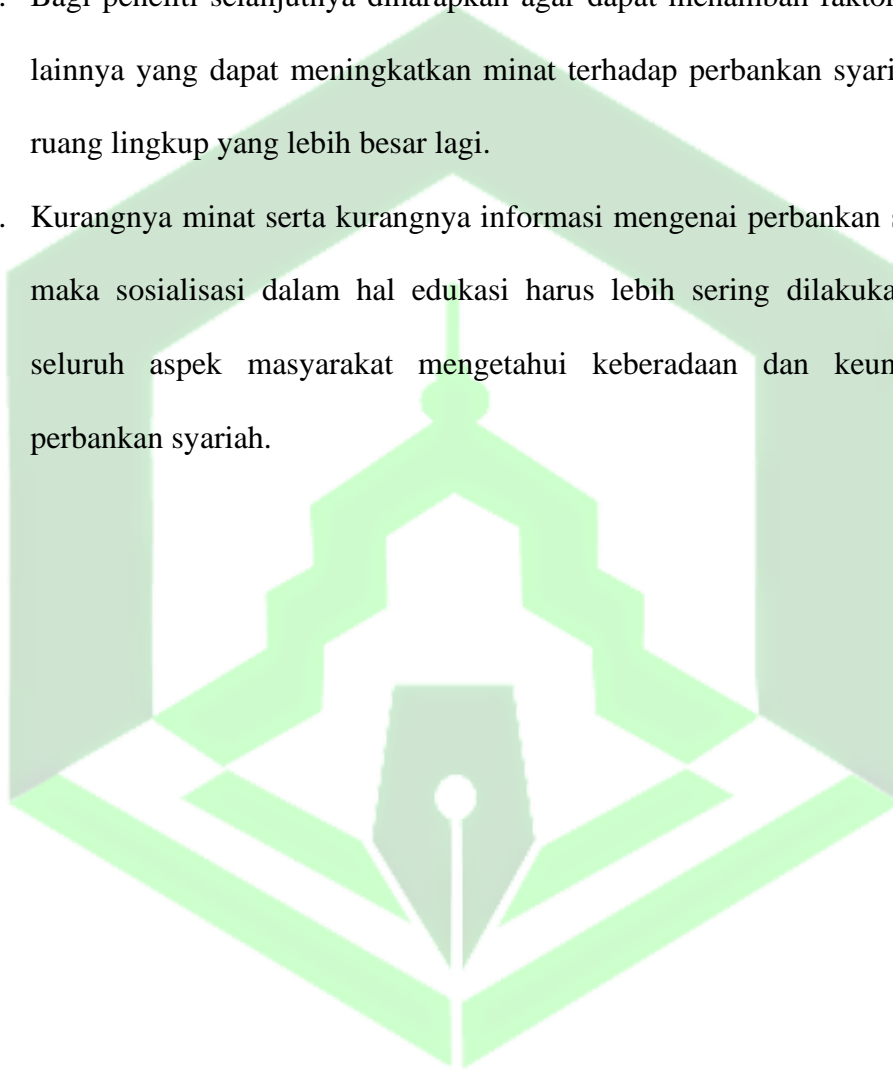 . Bagi peneliti selanjutnya diharapkan agar dapat menambah faktor
lainnya yang dapat meningkatkan minat terhadap perbankan syari
ruang lingkup yang lebih besar lagi.
. Kurangnya minat serta kurangnya informasi mengenai perbankan s
maka sosialisasi dalam hal edukasi harus lebih sering dilakuka
seluruh aspek masyarakat mengetahui keberadaan dan keun
perbankan syariah.